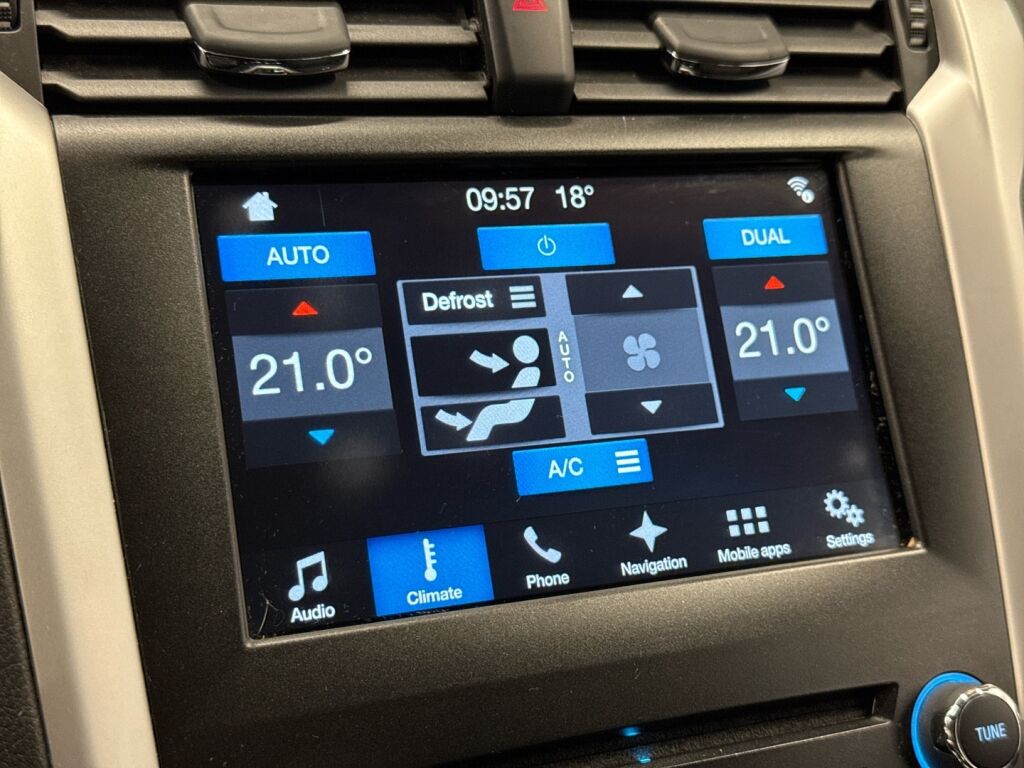 09:57 18°
AUTO
DUAL
Defrost
21.0°
AUTO
21.0°
A/C
Audio
Climate
Phone
Navigation
Mobile apps
Settings
TUNE